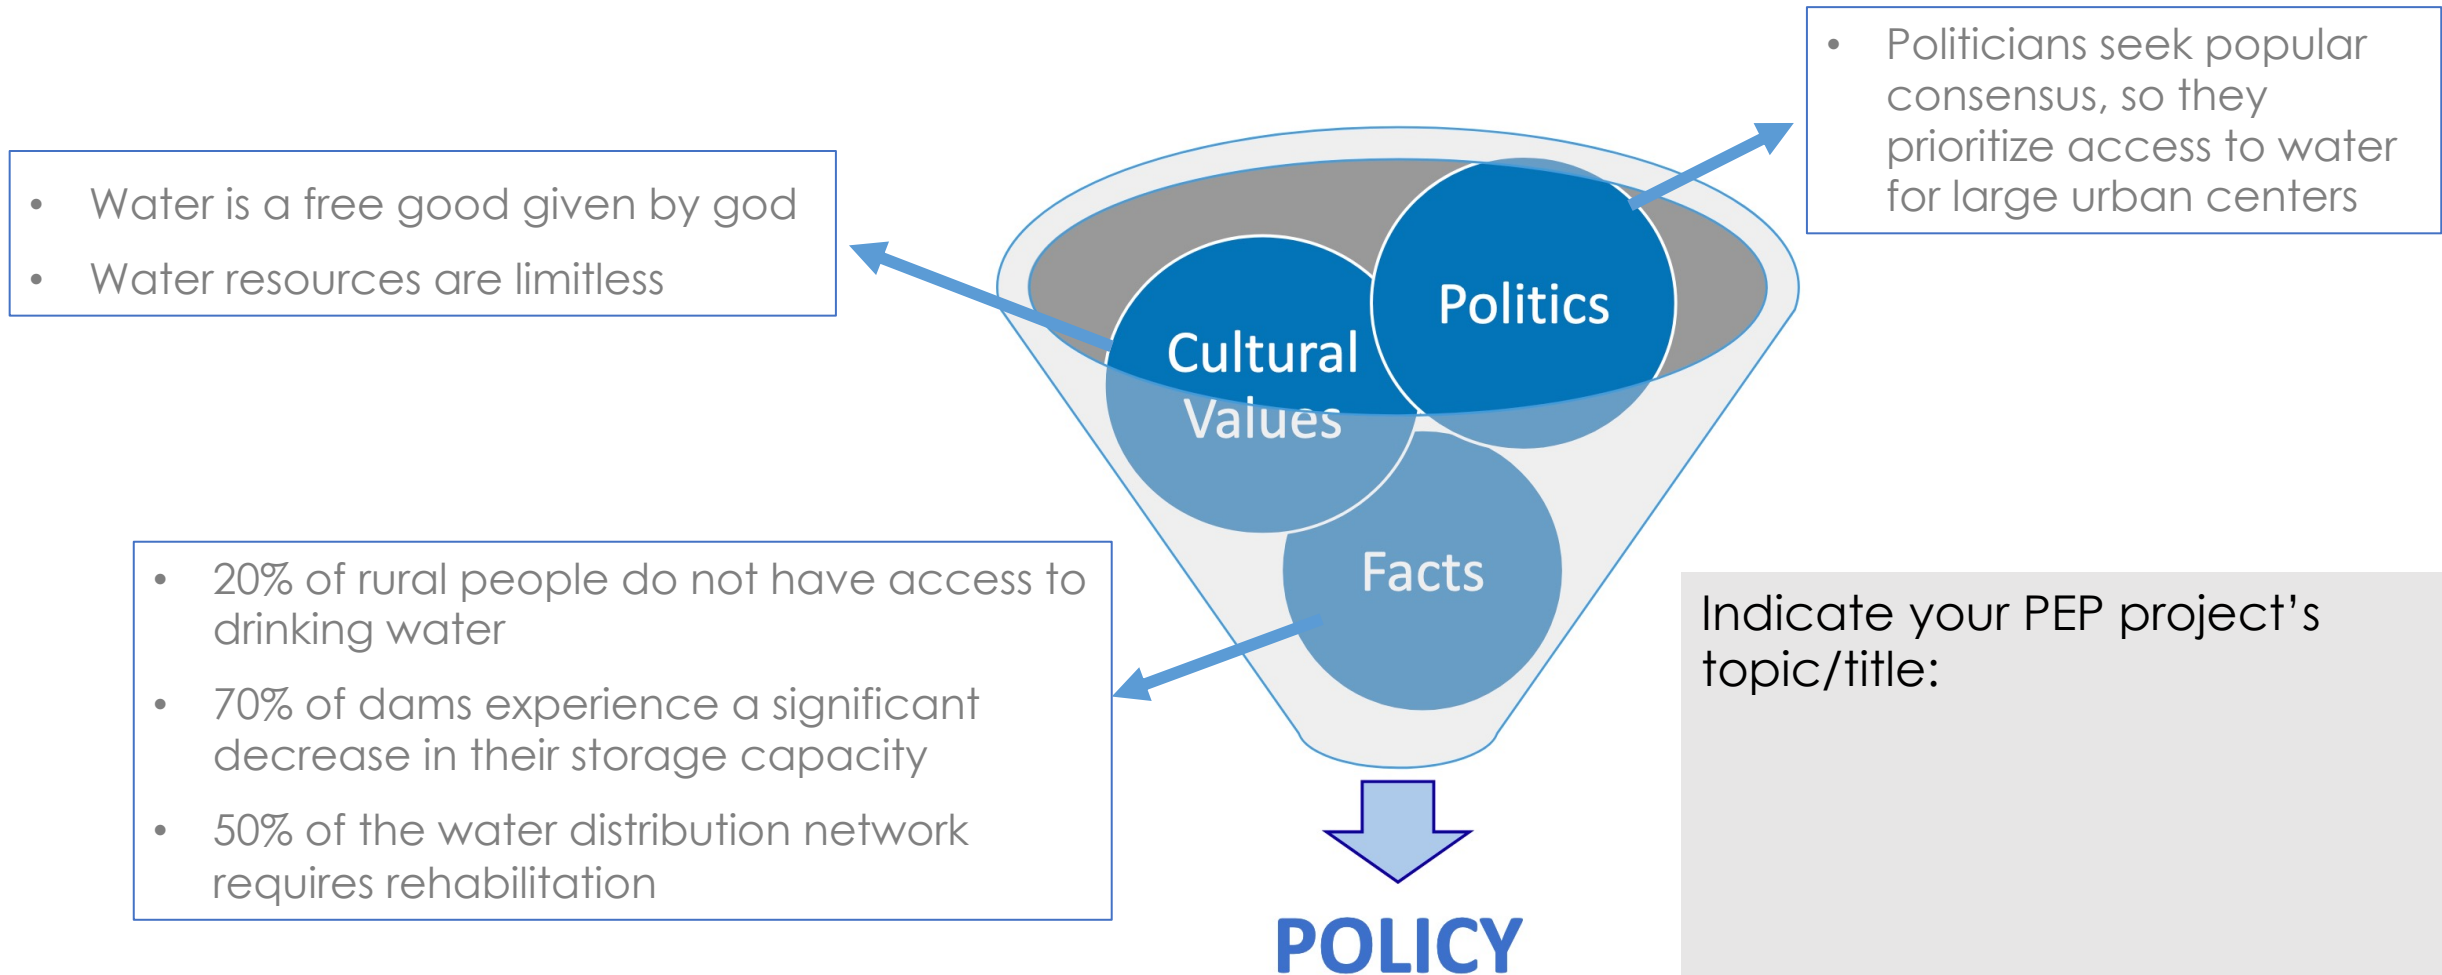 • Politicians seek popular
consensus, so they
prioritize access to water
for large urban centers
• Water is a free good given by god
• Water resources are limitless
Politics
Cultural
Values
Facts
• 20% of rural people do not have access to
drinking water
• 70% of dams experience a significant
decrease in their storage capacity
• 50% of the water distribution network
requires rehabilitation
Indicate your PEP project’s
topic/title:
POLICY